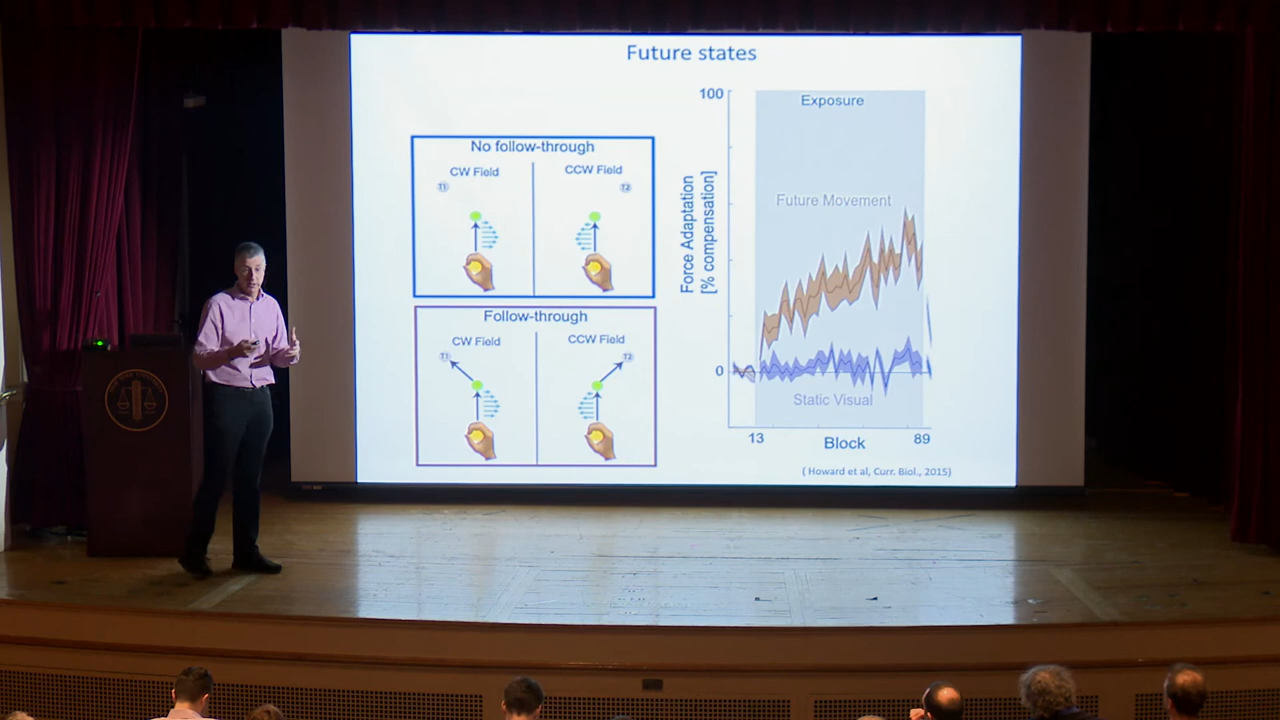 Future states
No follow-through
CW Field
CCW Field
T1
T2
Follow-through
CW Field
CCW Field
T1
T2
100
Exposure
Future Movement
Force Adaptation
[% compensation]
0
Static Visual
13
89
Block
( Howard et al, Curr. Biol., 2015)